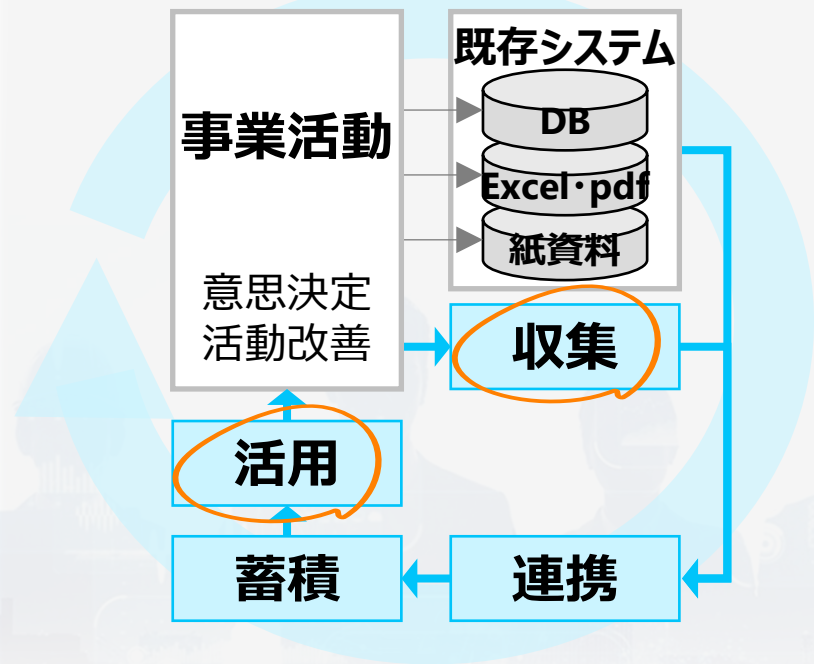 事業活動
意思決定
活動改善
既存システム
DB
Excel・pdf
紙資料
収集
活用
蓄積
連携